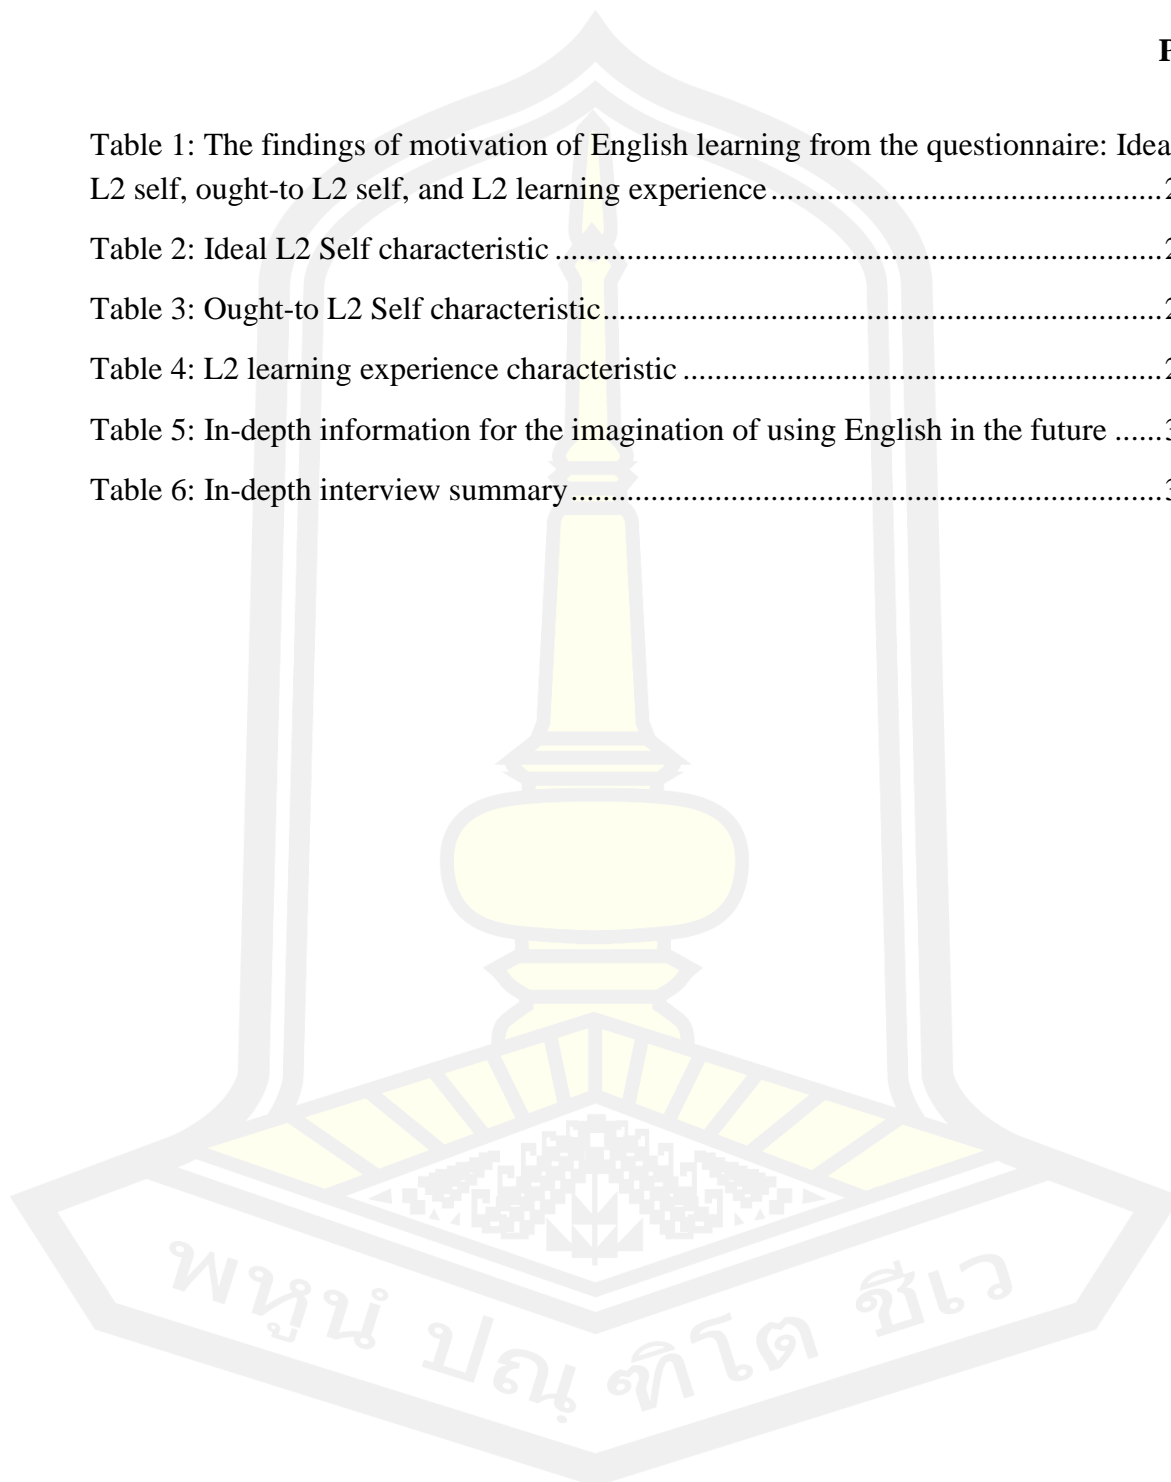 P
Table 1: The findings of motivation of English learning from the questionnaire: Idea
L2 self, ought-to L2 self, and L2 learning experience.................................................2
Table 2: Ideal L2 Self characteristic ............................................................................2
Table 3: Ought-to L2 Self characteristic......................................................................2
Table 4: L2 learning experience characteristic ............................................................2
Table 5: In-depth information for the imagination of using English in the future ......3
Table 6: In-depth interview summary..........................................................................3
พหูนํ ปณฺฑิโต ชีเว